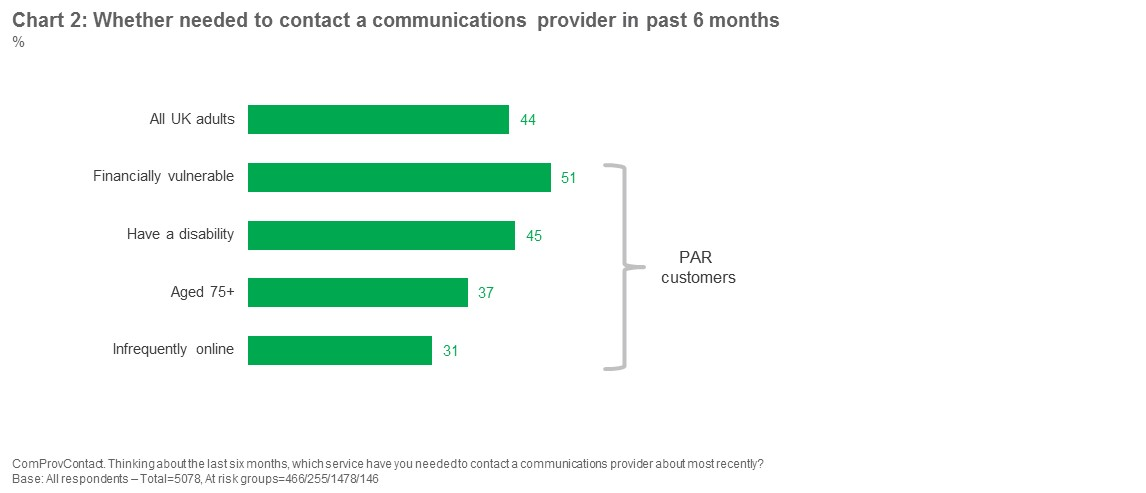 Chart 2: Whether needed to contact a communications provider in past 6 months
%
All UK adults 44
Financially vulnerable 51
Have a disability 45
Aged 75+ 37
Infrequently online 31
PAR
customers
ComProvContact. Thinking about the last six months, which service have you needed to contact a communications provider about most recently?
Base: All respondents – Total=5078, At risk groups=466/255/1478/146